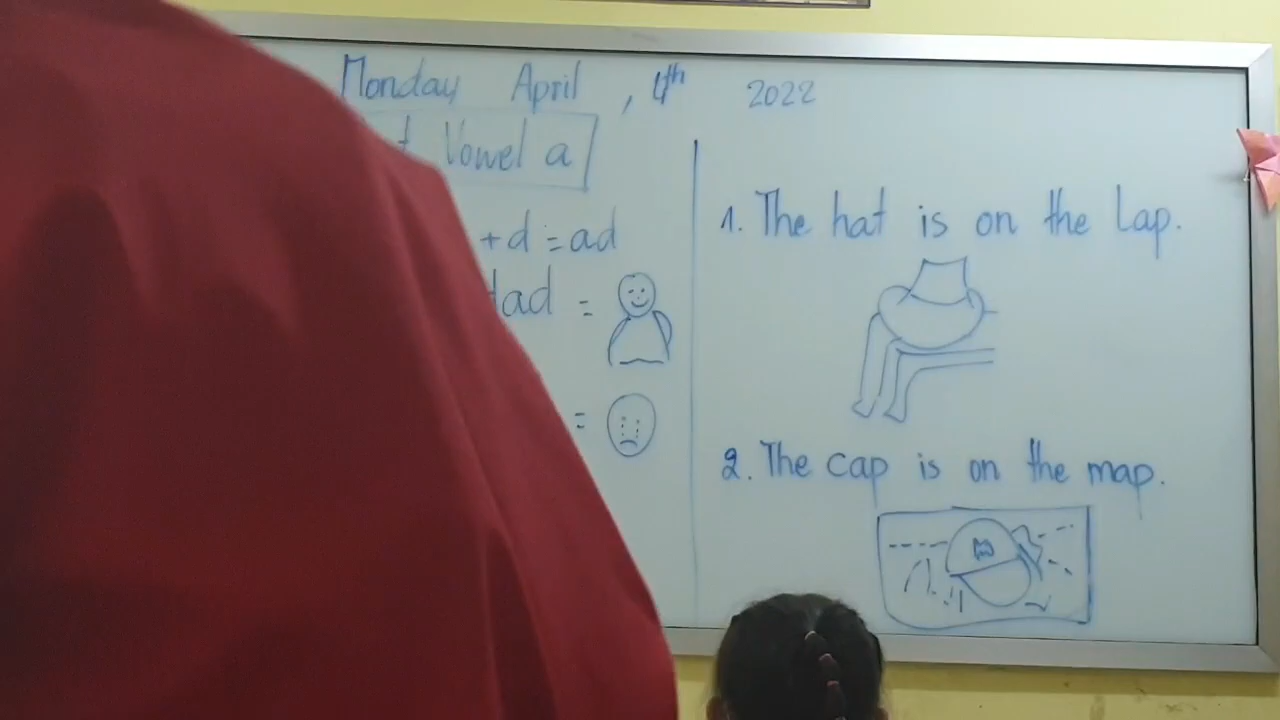 Monday April, 4th 2022
Vowel a
+d=ad
dad =
=
1. The hat is on the Lap.
2. The cap is on the map.
M